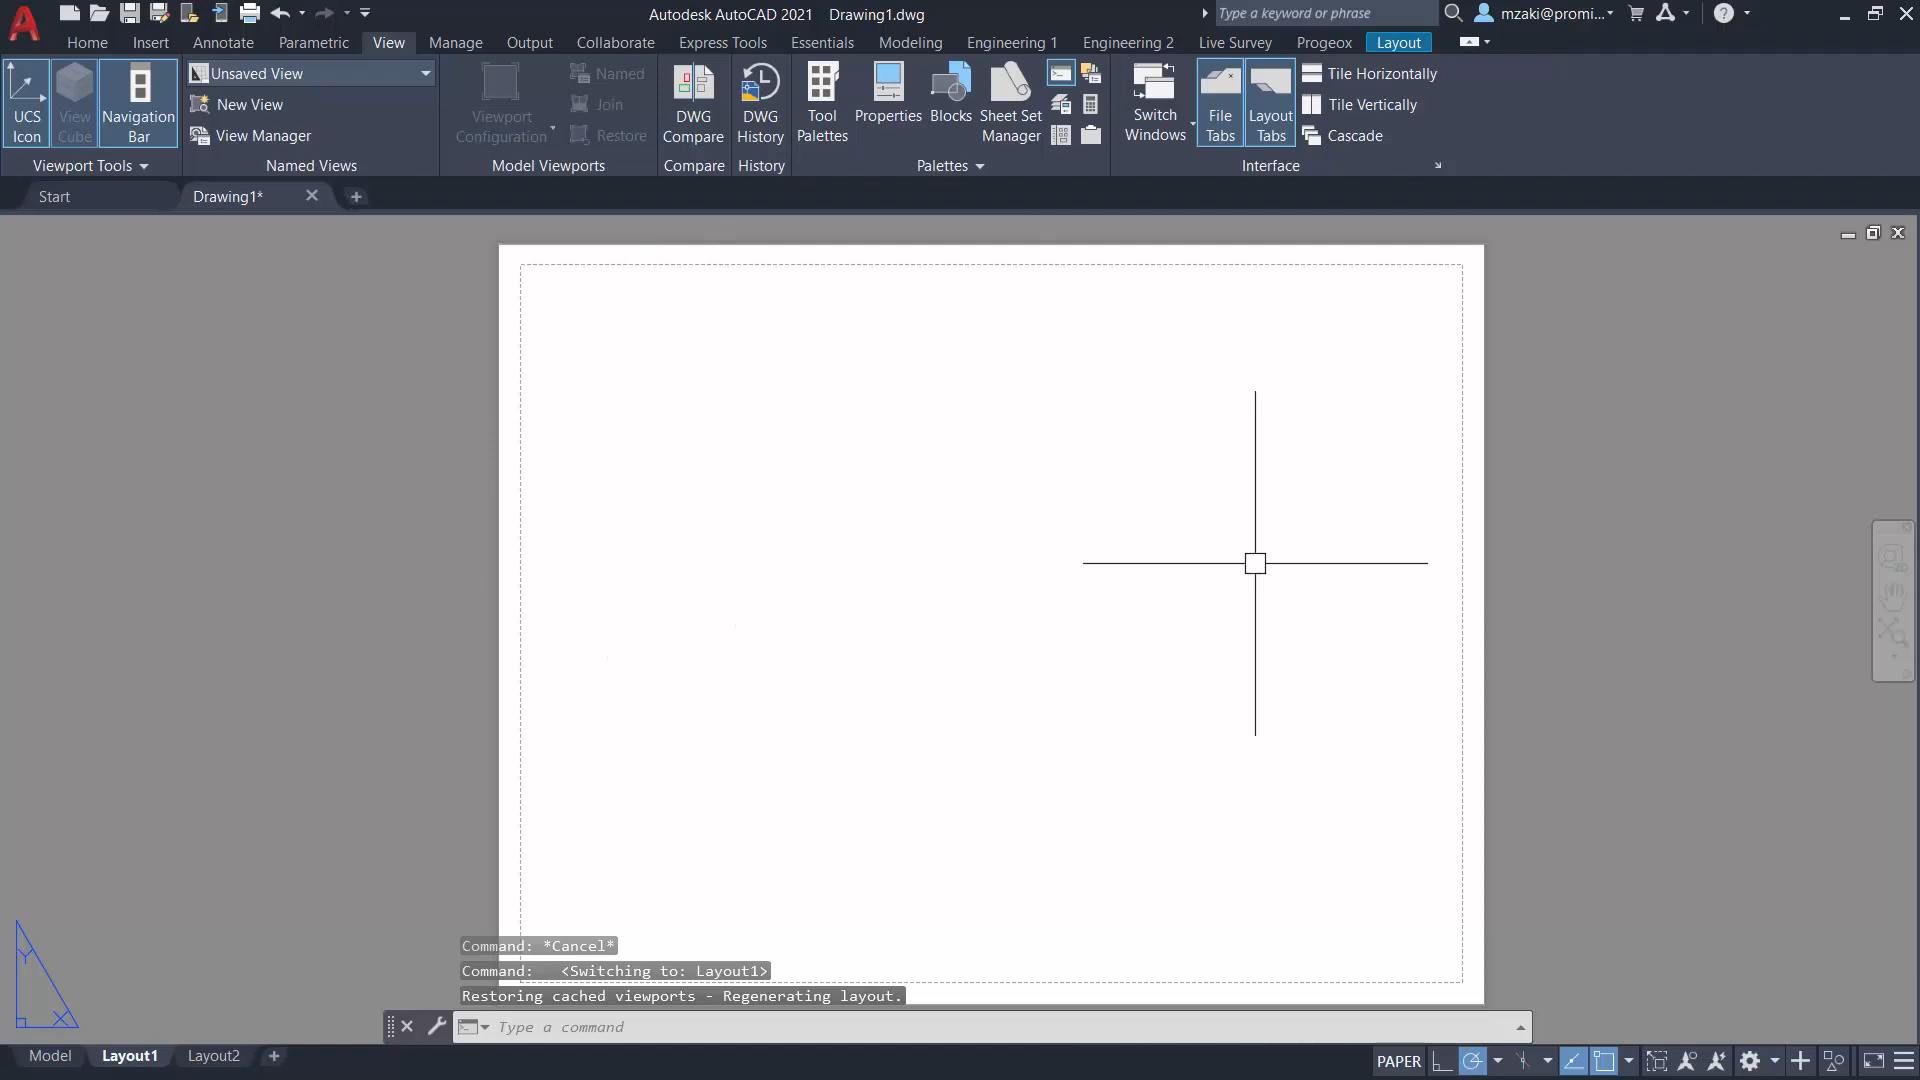 Autodesk AutoCAD 2021 Drawing1.dwg
Type a keyword or phrase
mzaki@promi...
Home Insert Annotate Parametric View Manage Output Collaborate Express Tools Essentials Modeling Engineering 1 Engineering 2 Live Survey Progeox Layout
UCS Icon
View Cube
Navigation Bar
Viewport Tools
Unsaved View
New View
View Manager
Named Views
Viewport Configuration
Named
Join
Restore
Model Viewports
DWG Compare
Compare
DWG History
History
Tool Palettes
Properties
Blocks
Sheet Set Manager
Palettes
Switch Windows
File Tabs
Layout Tabs
Tile Horizontally
Tile Vertically
Cascade
Interface
Start
Drawing1*
2D
Y
X
Command: *Cancel*
Command: <Switching to: Layout1>
Restoring cached viewports - Regenerating layout.
Type a command
Model Layout1 Layout2
PAPER